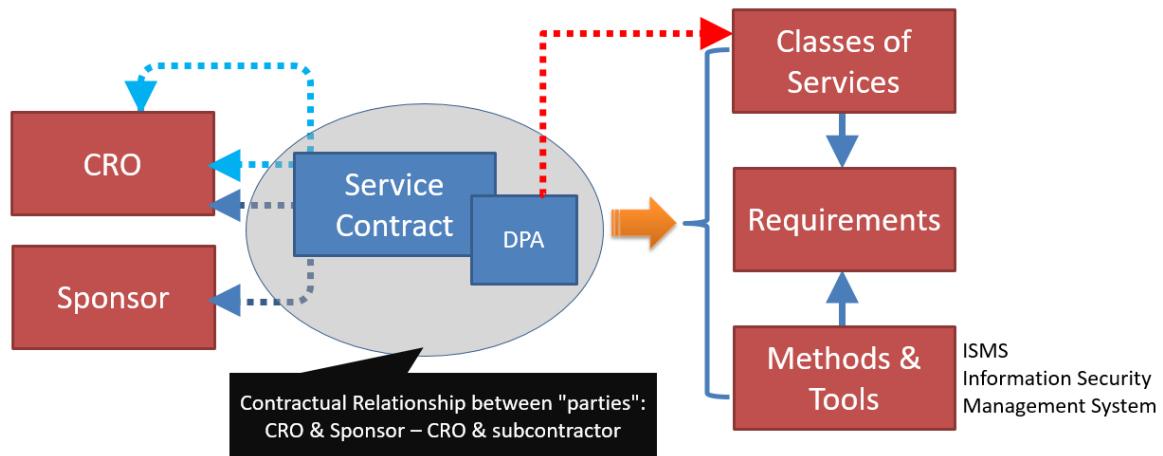 CRO
Sponsor
Service
Contract
DPA
Contractual Relationship between "parties":
CRO & Sponsor – CRO & subcontractor
Classes of
Services
Requirements
Methods &
Tools
ISMS
Information Security
Management System